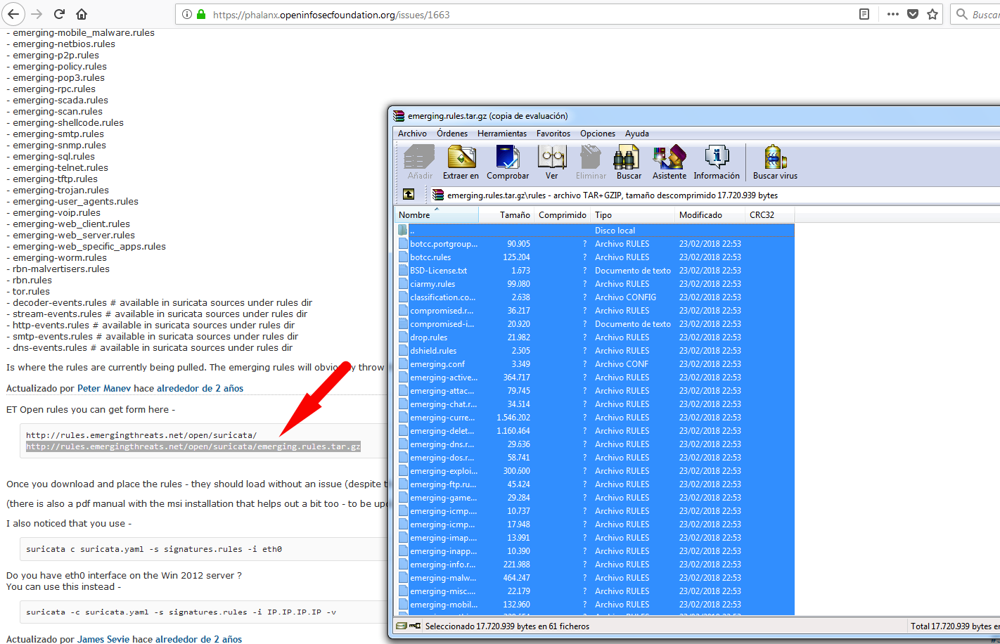 https://phalanx.openinfosecfoundation.org/issues/1663
Buscar
- emerging-mobile_malware.rules
- emerging-netbios.rules
- emerging-p2p.rules
- emerging-policy.rules
- emerging-pop3.rules
- emerging-rpc.rules
- emerging-scada.rules
- emerging-scan.rules
- emerging-shellcode.rules
- emerging-smtp.rules
- emerging-snmp.rules
- emerging-sql.rules
- emerging-telnet.rules
- emerging-tftp.rules
- emerging-trojan.rules
- emerging-user_agents.rules
- emerging-voip.rules
- emerging-web_client.rules
- emerging-web_server.rules
- emerging-web_specific_apps.rules
- emerging-worm.rules
- rbn-malvertisers.rules
- rbn.rules
- tor.rules
- decoder-events.rules # available in suricata sources under rules dir
- stream-events.rules # available in suricata sources under rules dir
- http-events.rules # available in suricata sources under rules dir
- smtp-events.rules # available in suricata sources under rules dir
- dns-events.rules # available in suricata sources under rules dir
Is where the rules are currently being pulled. The emerging rules will obviously throw
Actualizado por Peter Manev hace alrededor de 2 años
ET Open rules you can get form here -
http://rules.emergingthreats.net/open/suricata/
http://rules.emergingthreats.net/open/suricata/emerging.rules.tar.gz
Once you download and place the rules - they should load without an issue (despite t
(there is also a pdf manual with the msi installation that helps out a bit too - to be up
I also noticed that you use -
suricata c suricata.yaml -s signatures.rules -i eth0
Do you have eth0 interface on the Win 2012 server ?
You can use this instead -
suricata -c suricata.yaml -s signatures.rules -i IP.IP.IP.IP -v
Actualizado por James Sevie hace alrededor de 2 años
emerging.rules.tar.gz (copia de evaluación)
Archivo Órdenes Herramientas Favoritos Opciones Ayuda
Añadir Extraer en Comprobar Ver Eliminar Buscar Asistente Información Buscar virus
emerging.rules.tar.gz\rules - archivo TAR+GZIP, tamaño descomprimido 17.720.939 bytes
Nombre Tamaño Comprimido Tipo Modificado CRC32
.. Disco local
botcc.portgroup... 90.905 ? Archivo RULES 23/02/2018 22:53
botcc.rules 125.204 ? Archivo RULES 23/02/2018 22:53
BSD-License.txt 1.673 ? Documento de texto 23/02/2018 22:53
ciarmy.rules 99.080 ? Archivo RULES 23/02/2018 22:53
classification.co... 2.638 ? Archivo CONFIG 23/02/2018 22:53
compromised.r... 36.217 ? Archivo RULES 23/02/2018 22:53
compromised-i... 20.920 ? Documento de texto 23/02/2018 22:53
drop.rules 21.982 ? Archivo RULES 23/02/2018 22:53
dshield.rules 2.505 ? Archivo RULES 23/02/2018 22:53
emerging.conf 3.349 ? Archivo CONF 23/02/2018 22:53
emerging-active... 364.717 ? Archivo RULES 23/02/2018 22:53
emerging-attac... 79.745 ? Archivo RULES 23/02/2018 22:53
emerging-chat.r... 34.514 ? Archivo RULES 23/02/2018 22:53
emerging-curre... 1.546.202 ? Archivo RULES 23/02/2018 22:53
emerging-delet... 1.160.464 ? Archivo RULES 23/02/2018 22:53
emerging-dns.r... 29.636 ? Archivo RULES 23/02/2018 22:53
emerging-dos.r... 58.741 ? Archivo RULES 23/02/2018 22:53
emerging-exploi... 300.600 ? Archivo RULES 23/02/2018 22:53
emerging-ftp.ru... 45.424 ? Archivo RULES 23/02/2018 22:53
emerging-game... 29.284 ? Archivo RULES 23/02/2018 22:53
emerging-icmp.... 10.737 ? Archivo RULES 23/02/2018 22:53
emerging-icmp... 17.948 ? Archivo RULES 23/02/2018 22:53
emerging-imap.... 13.991 ? Archivo RULES 23/02/2018 22:53
emerging-inapp... 10.390 ? Archivo RULES 23/02/2018 22:53
emerging-info.r... 221.988 ? Archivo RULES 23/02/2018 22:53
emerging-malw... 464.247 ? Archivo RULES 23/02/2018 22:53
emerging-misc.... 22.179 ? Archivo RULES 23/02/2018 22:53
emerging-mobil... 132.960 ? Archivo RULES 23/02/2018 22:53
Seleccionado 17.720.939 bytes en 61 ficheros
Total 17.720.939 bytes e